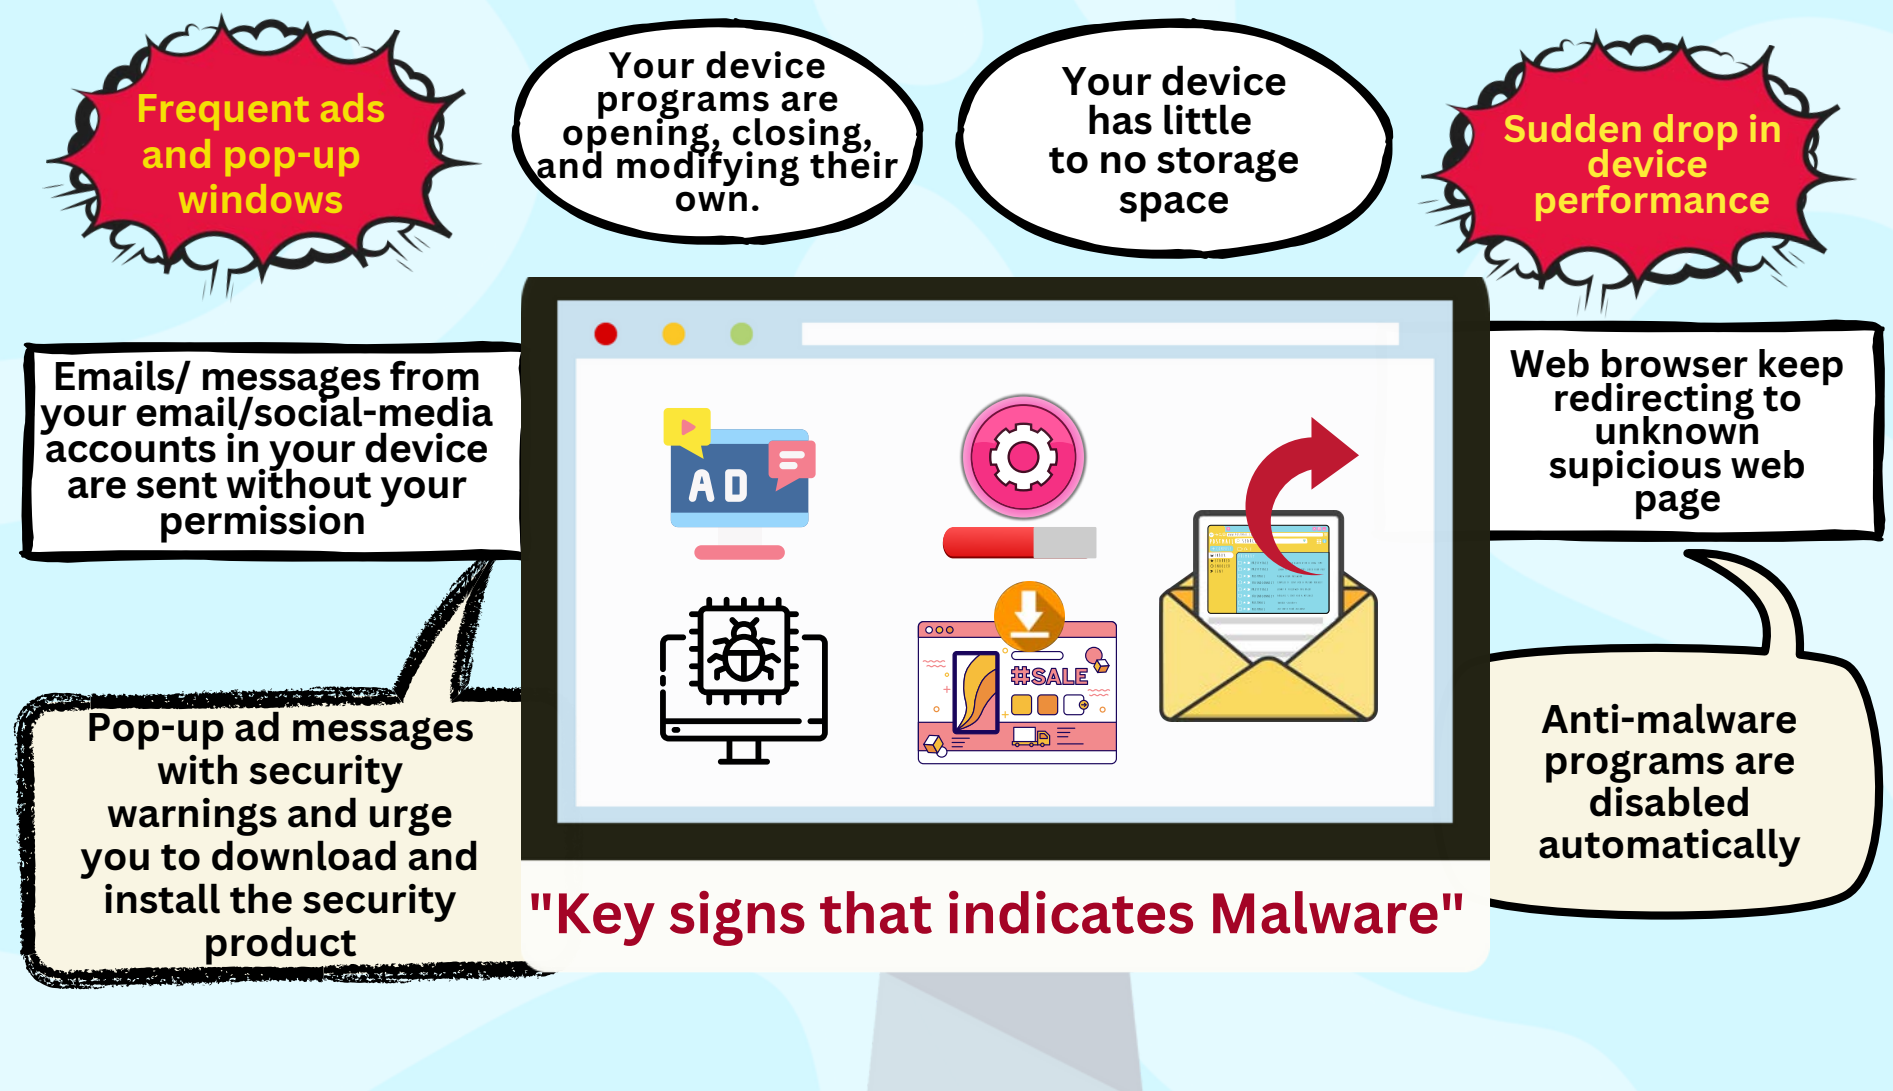 Frequent ads
and pop-up
windows
Your device
programs are
opening, closing,
and modifying their
own.
Your device
has little
to no storage
space
Sudden drop in
device
performance
Emails/ messages from
your email/social-media
accounts in your device
are sent without your
permission
Web browser keep
redirecting to
unknown
supicious web
page
AD
#SALE
Pop-up ad messages
with security
warnings and urge
you to download and
install the security
product
Anti-malware
programs are
disabled
automatically
"Key signs that indicates Malware"